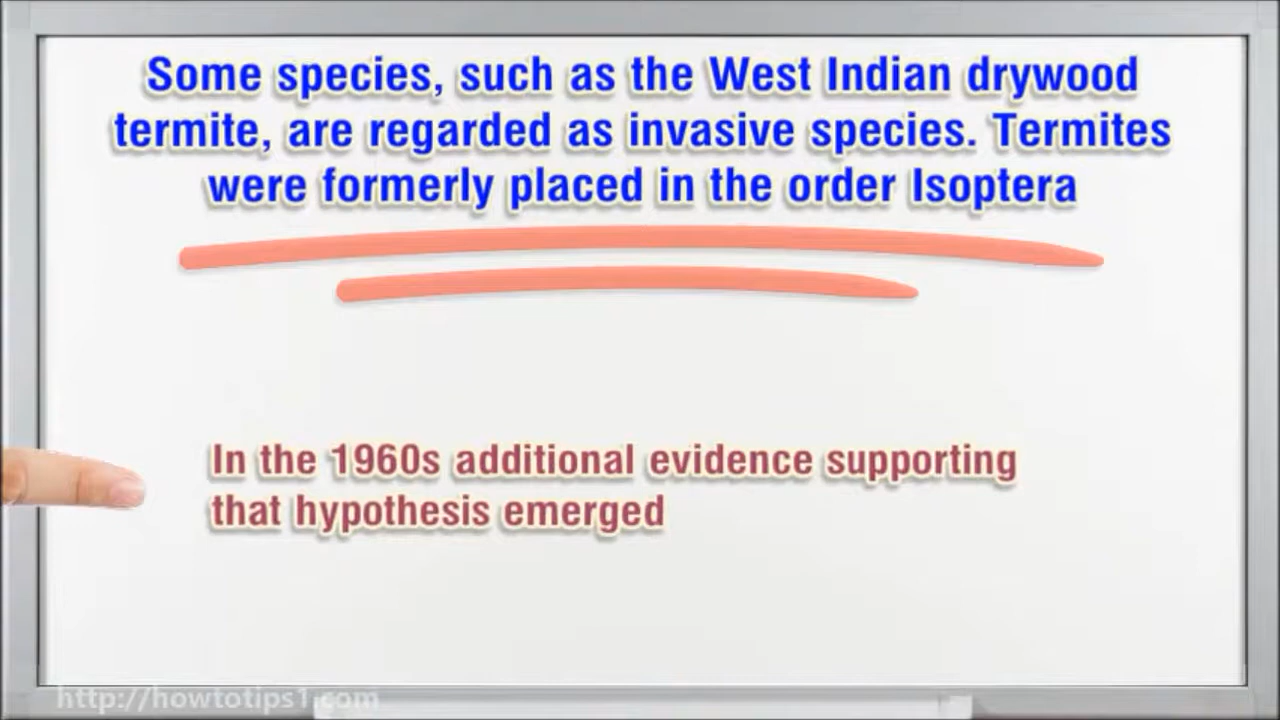 Some species, such as the West Indian drywood
termite, are regarded as invasive species. Termites
were formerly placed in the order Isoptera
In the 1960s additional evidence supporting
that hypothesis emerged
http://howtotips1.com